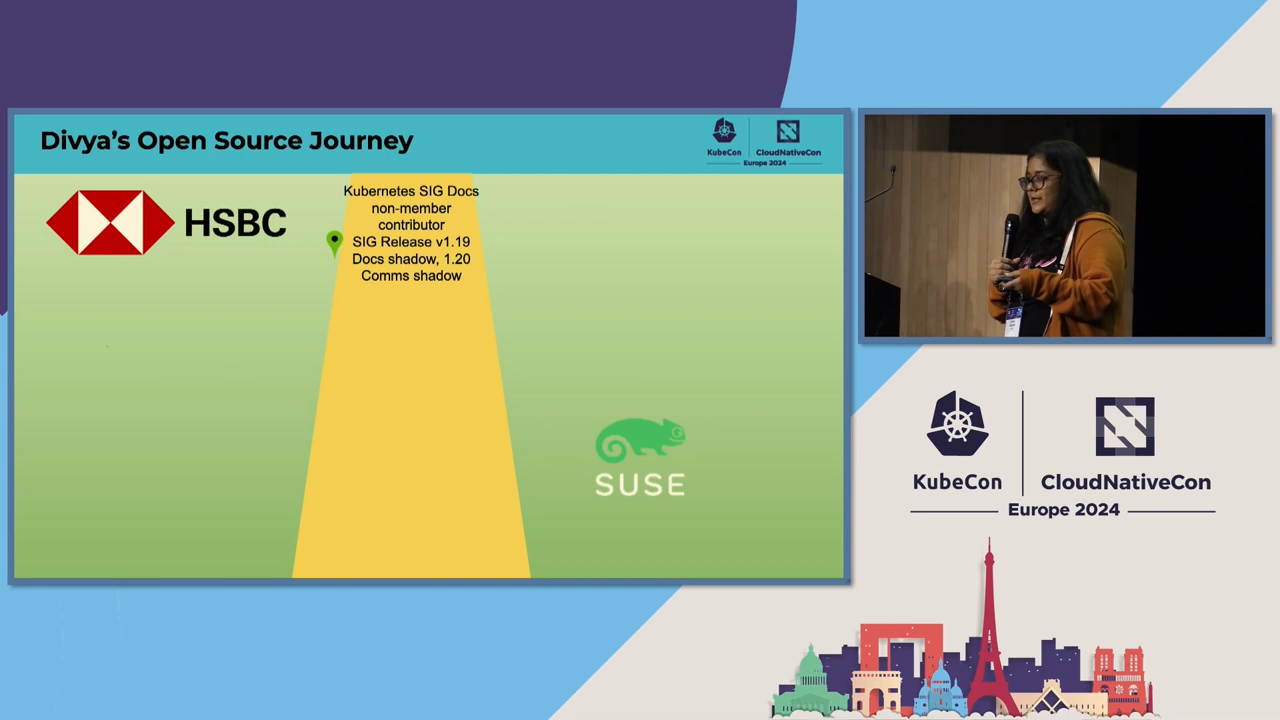 Divya's Open Source Journey
KubeCon
CloudNativeCon
Europe 2024
HSBC
Kubernetes SIG Docs
non-member
contributor
SIG Release v1.19
Docs shadow, 1.20
Comms shadow
SUSE
KubeCon
CloudNativeCon
Europe 2024